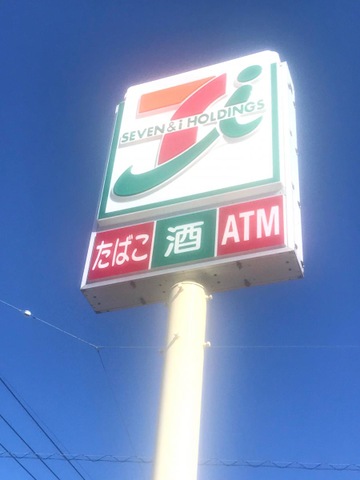 SEVEN & i HOLDINGS
たばこ 酒 ATM